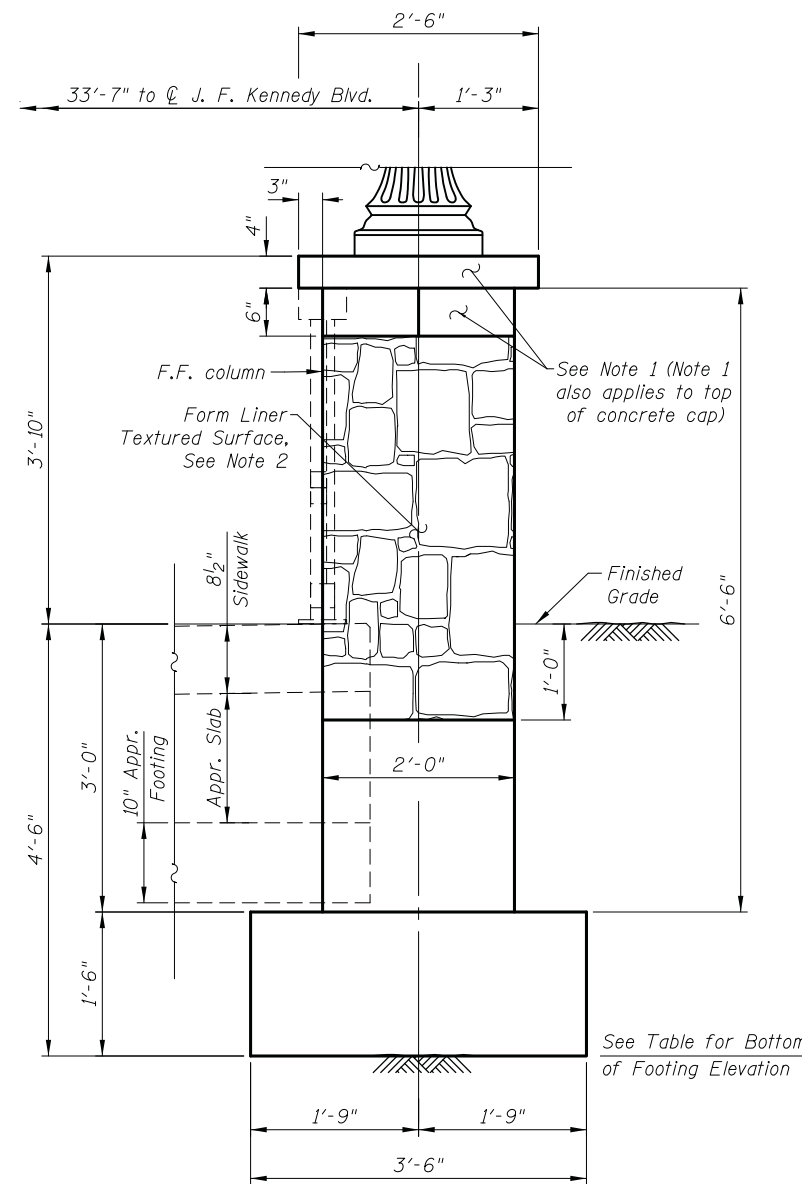 2'-6"
33'-7" to ℄ J. F. Kennedy Blvd.
1'-3"
3"
4"
6"
F.F. column
See Note 1 (Note 1
also applies to top
of concrete cap)
Form Liner
Textured Surface,
See Note 2
3'-10"
8½"
Sidewalk
Finished
Grade
6'-6"
1'-0"
3'-0"
10" Appr.
Footing
Appr. Slab
2'-0"
4'-6"
1'-6"
See Table for Bottom
of Footing Elevation
1'-9"
1'-9"
3'-6"